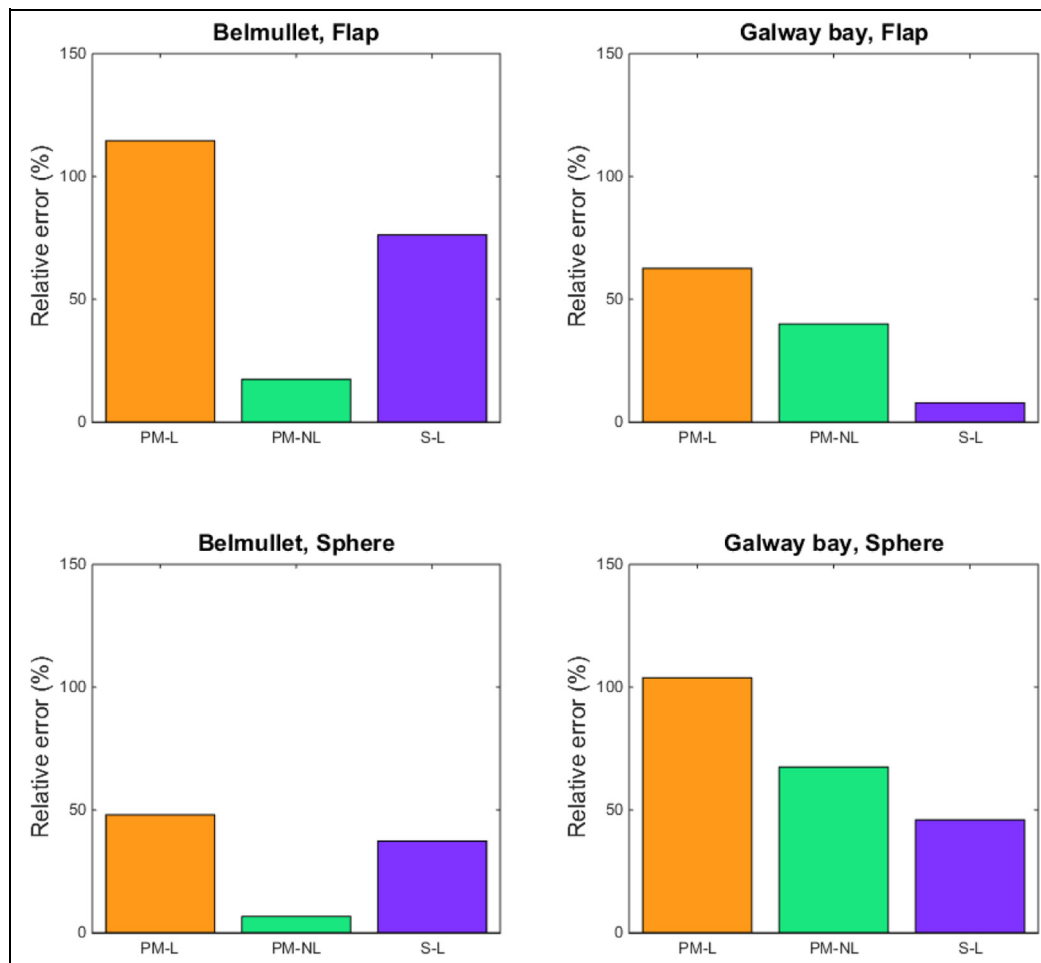 Belmullet, Flap
150
100
50
0
Relative error (%)
PM-L PM-NL S-L
Galway bay, Flap
150
100
50
0
Relative error (%)
PM-L PM-NL S-L
Belmullet, Sphere
150
100
50
0
Relative error (%)
PM-L PM-NL S-L
Galway bay, Sphere
150
100
50
0
Relative error (%)
PM-L PM-NL S-L